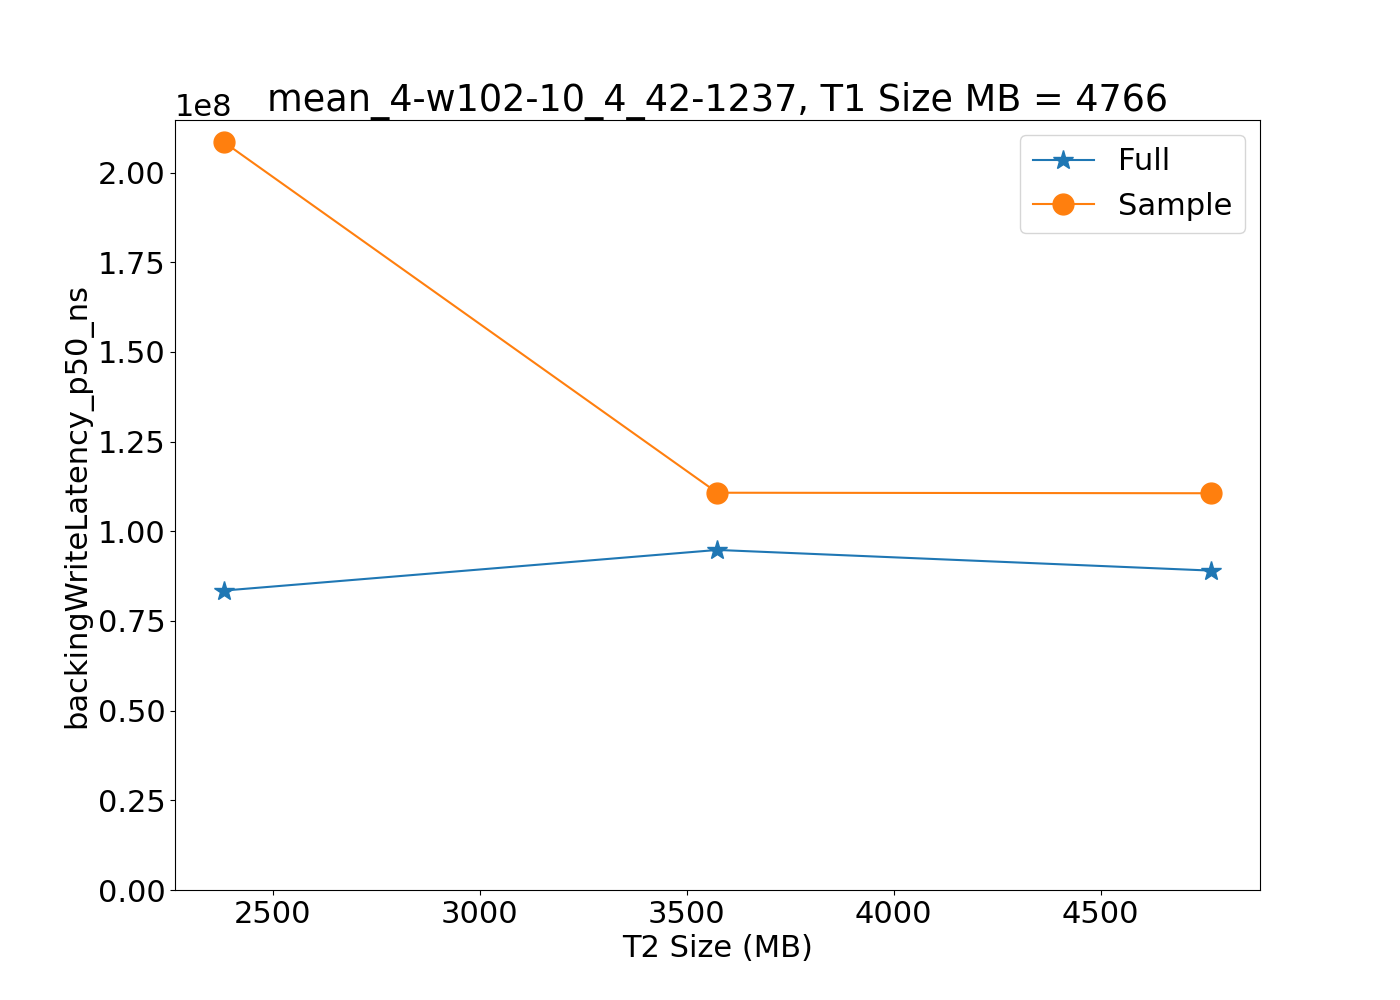 1e8
mean_4-w102-10_4_42-1237, T1 Size MB = 4766
Full
Sample
backingWriteLatency_p50_ns
2.00
1.75
1.50
1.25
1.00
0.75
0.50
0.25
0.00
2500 3000 3500 4000 4500
T2 Size (MB)